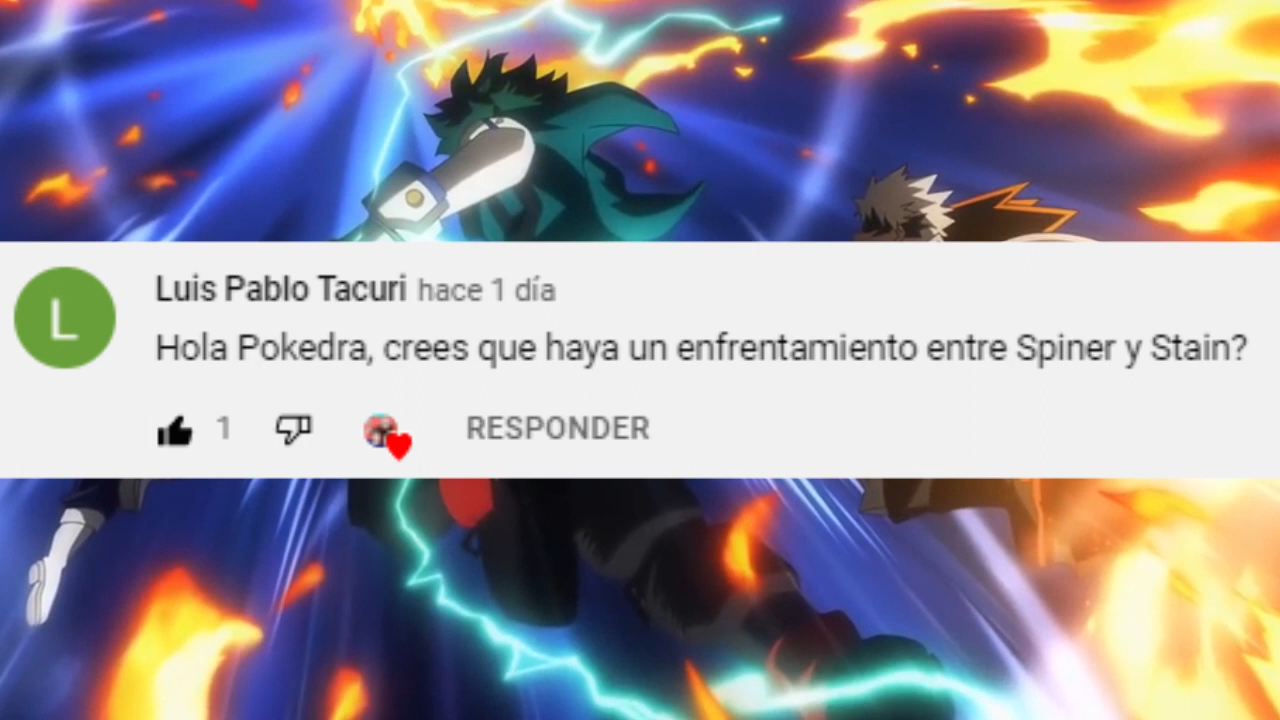 L
Luis Pablo Tacuri hace 1 día
Hola Pokedra, crees que haya un enfrentamiento entre Spiner y Stain?
1
RESPONDER